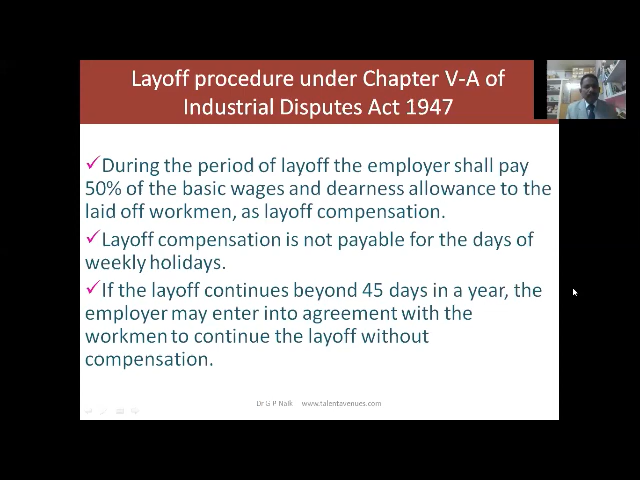 Layoff procedure under Chapter V-A of
Industrial Disputes Act 1947
✓During the period of layoff the employer shall pay
50% of the basic wages and dearness allowance to the
laid off workmen, as layoff compensation.
✓Layoff compensation is not payable for the days of
weekly holidays.
✓If the layoff continues beyond 45 days in a year, the
employer may enter into agreement with the
workmen to continue the layoff without
compensation.
Dr G P Naik www.talentavenues.com